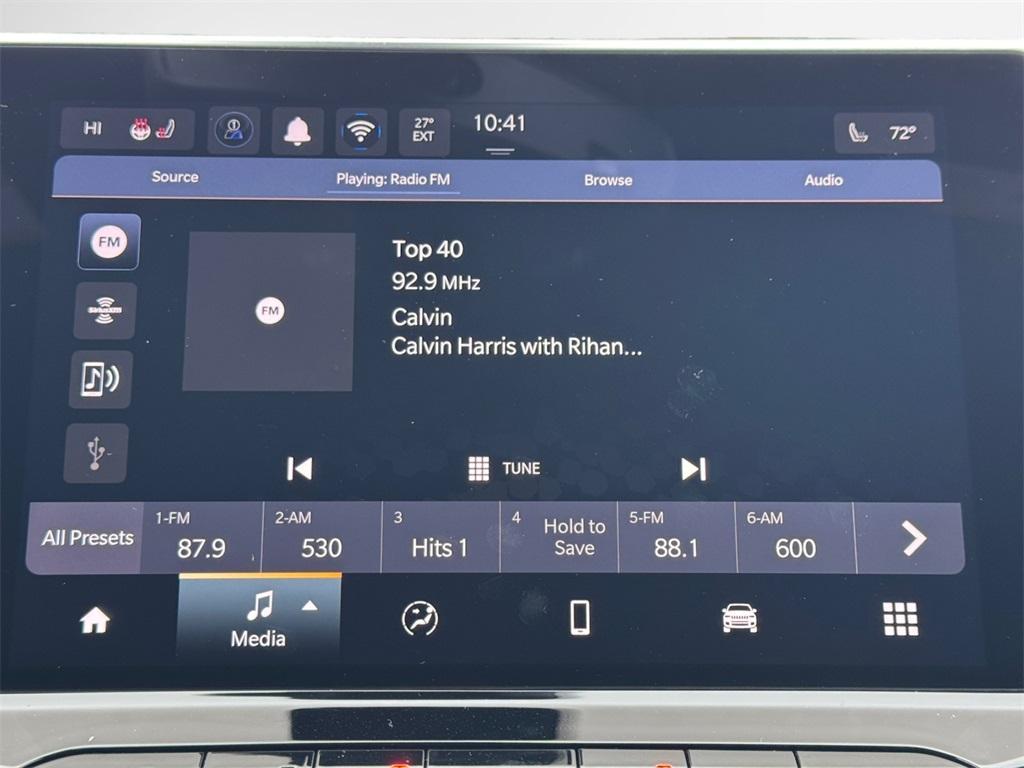 HI
27°
EXT
10:41
72°
Source
Playing: Radio FM
Browse
Audio
FM
SiriusXM
FM
Top 40
92.9 MHz
Calvin
Calvin Harris with Rihan...
TUNE
All Presets
1-FM
87.9
2-AM
530
3
Hits 1
4
Hold to
Save
5-FM
88.1
6-AM
600
Media